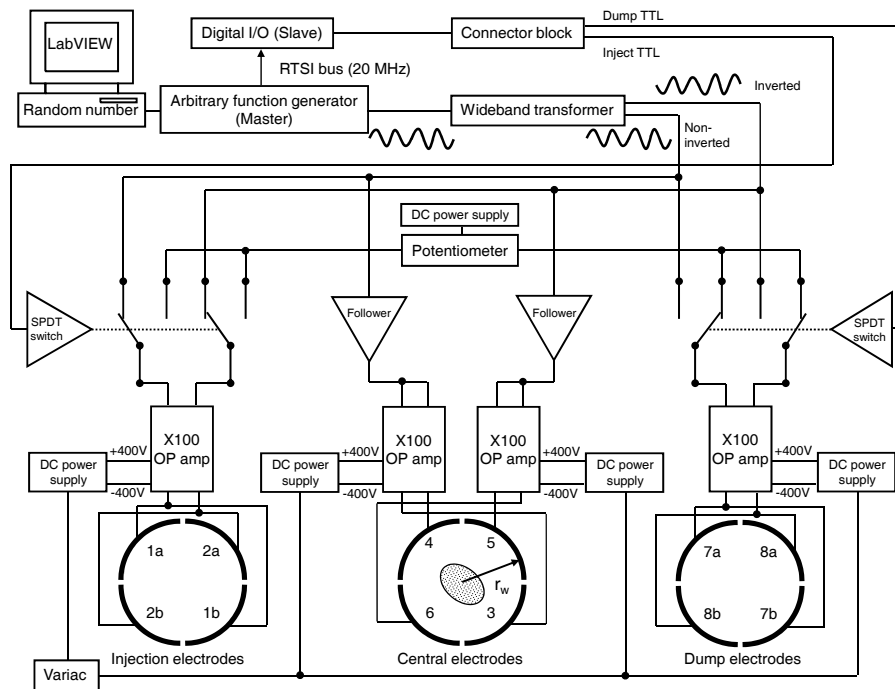 Dump TTL
LabVIEW
Digital I/O (Slave)
Connector block
Inject TTL
RTSI bus (20 MHz)
Inverted
Random number
Arbitrary function generator
(Master)
Wideband transformer
Non-
inverted
DC power supply
Potentiometer
SPDT
switch
Follower
Follower
SPDT
switch
X100
OP amp
X100
OP amp
X100
OP amp
X100
OP amp
+400V
-400V
DC power
supply
DC power
supply
+400V
-400V
+400V
-400V
DC power
supply
+400V
-400V
DC power
supply
1a
2a
2b
1b
4
5
6
3
rw
7a
8a
8b
7b
Injection electrodes
Central electrodes
Dump electrodes
Variac